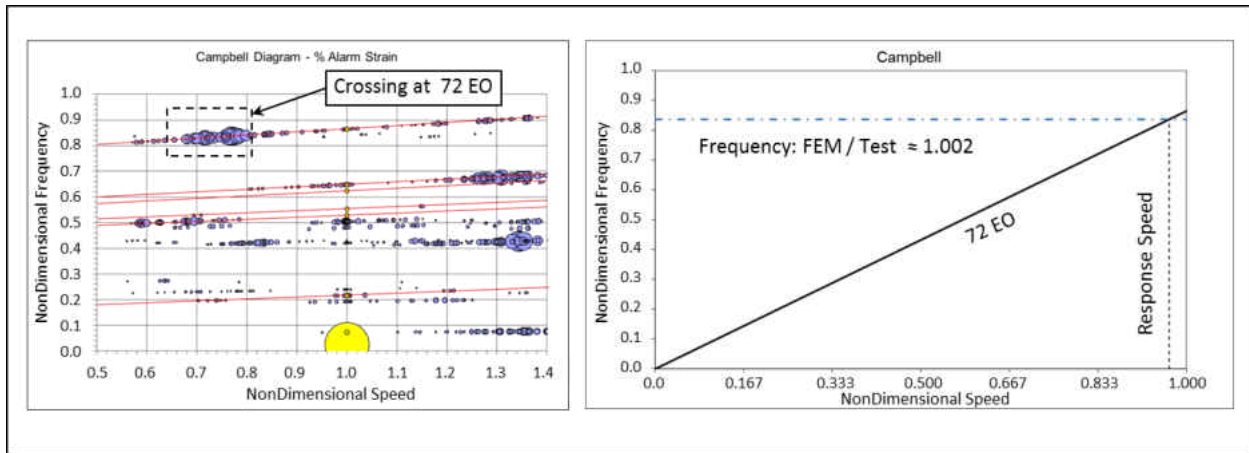 Campbell Diagram - % Alarm Strain
Crossing at 72 EO
NonDimensional Frequency
1.0
0.9
0.8
0.7
0.6
0.5
0.4
0.3
0.2
0.1
0.0
0.5 0.6 0.7 0.8 0.9 1.0 1.1 1.2 1.3 1.4
NonDimensional Speed
Campbell
NonDimensional Frequency
1.0
0.9
0.8
0.7
0.6
0.5
0.4
0.3
0.2
0.1
0.0
Frequency: FEM / Test ≈ 1.002
72 EO
Response Speed
0.0 0.167 0.333 0.500 0.667 0.833 1.000
NonDimensional Speed